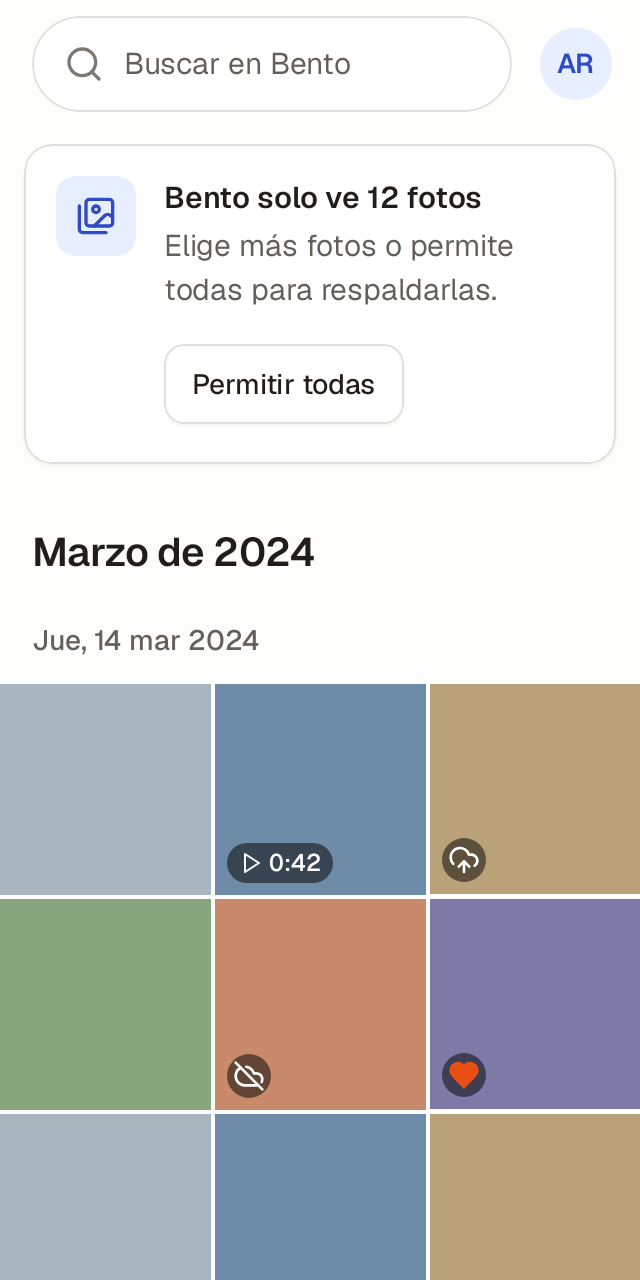 Buscar en Bento
AR
Bento solo ve 12 fotos
Elige más fotos o permite
todas para respaldarlas.
Permitir todas
Marzo de 2024
Jue, 14 mar 2024
0:42